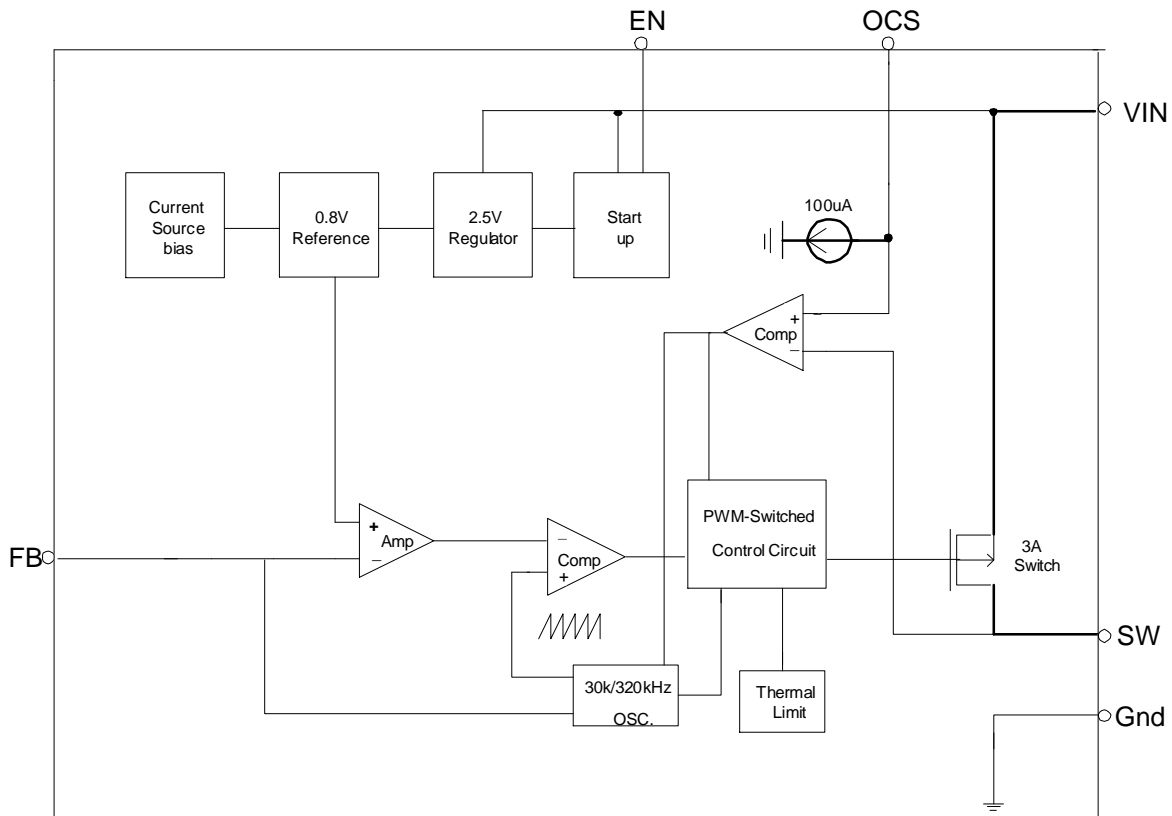 EN
OCS
VIN
Current
Source
bias
0.8V
Reference
2.5V
Regulator
Start
up
100uA
+
Comp
−
PWM-Switched
Control Circuit
+
Amp
−
−
Comp
+
FB
3A
Switch
SW
30k/320kHz
OSC.
Thermal
Limit
Gnd